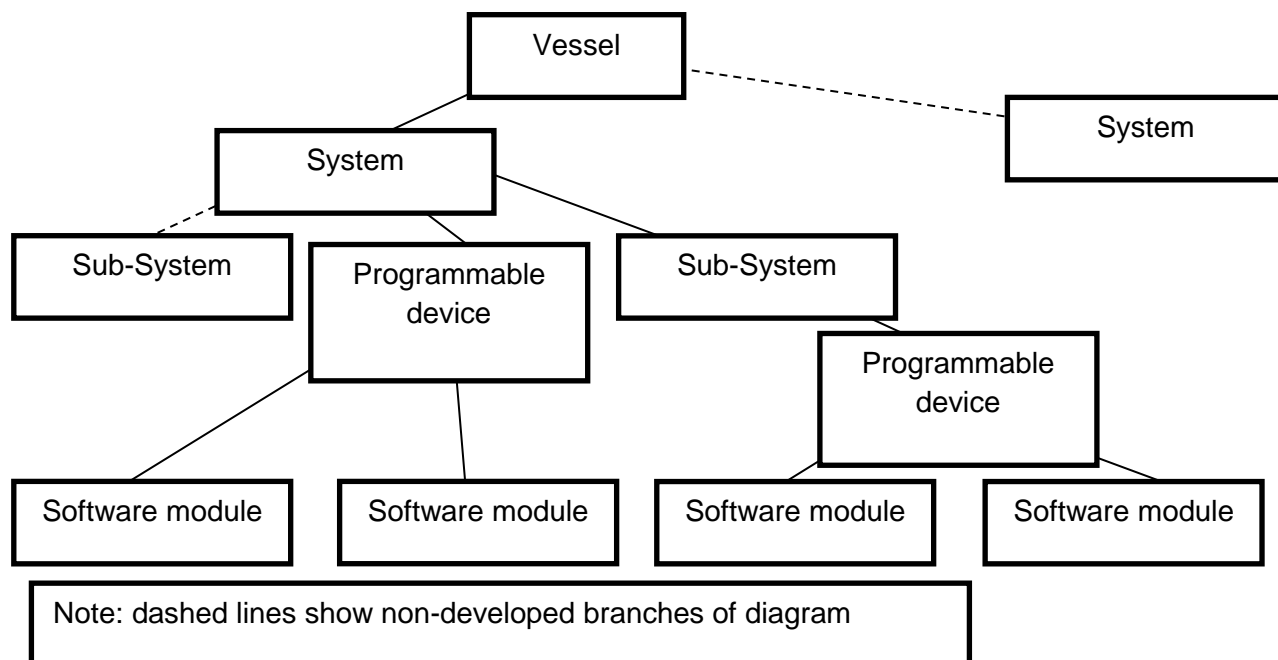 Vessel
System
System
Sub-System
Programmable
device
Sub-System
Programmable
device
Software module
Software module
Software module
Software module
Note: dashed lines show non-developed branches of diagram